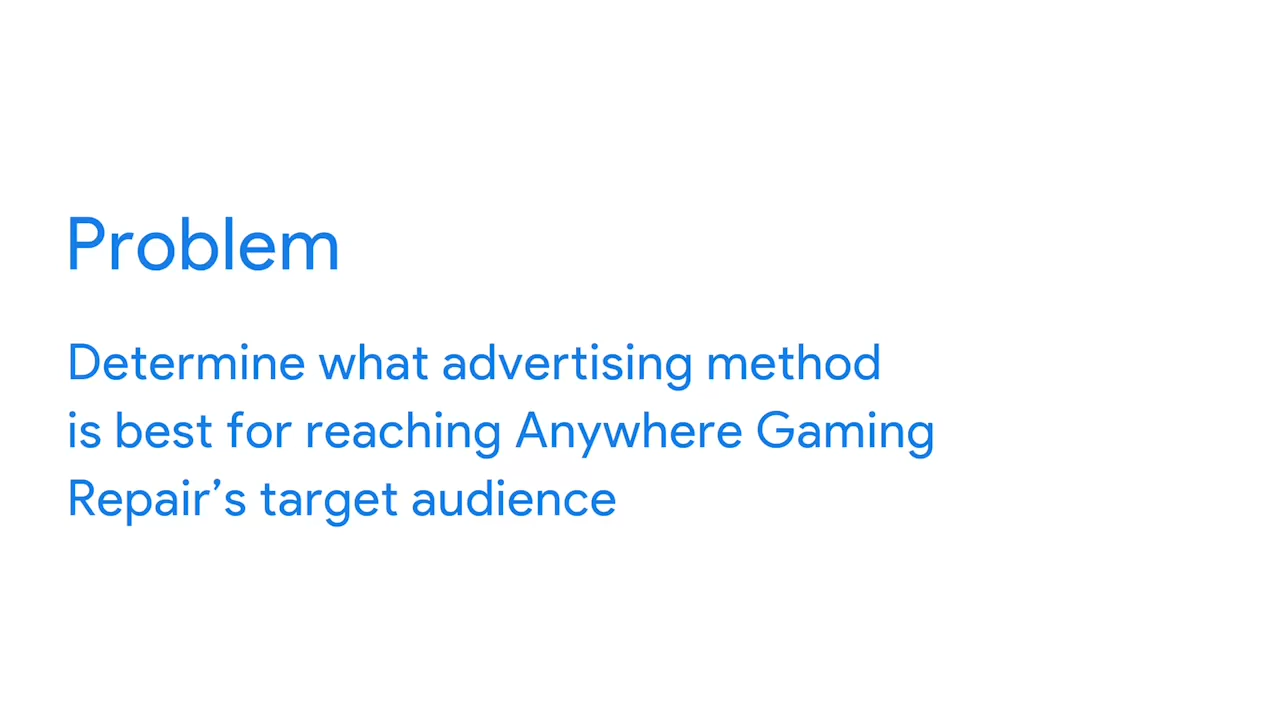 Problem
Determine what advertising method
is best for reaching Anywhere Gaming
Repair’s target audience